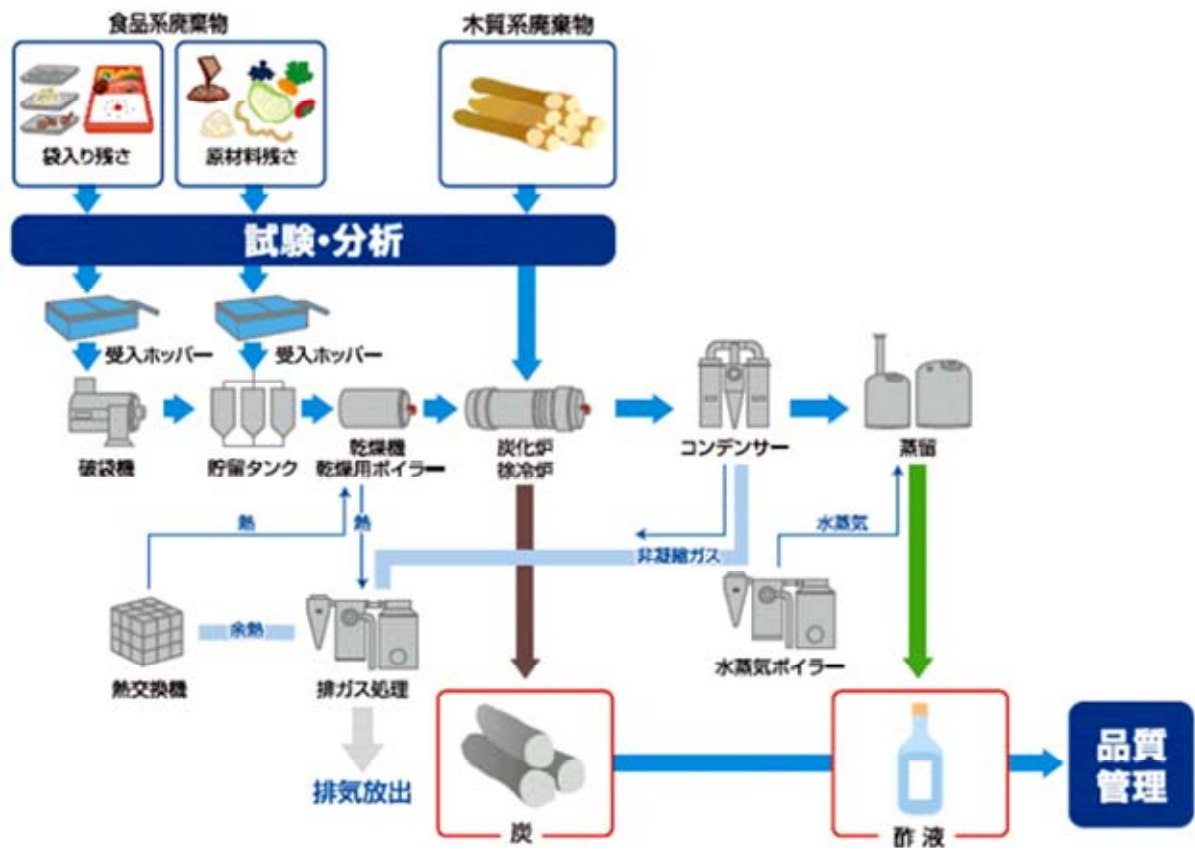 食品系廃棄物
木質系廃棄物
袋入り残さ
原材料残さ
試験・分析
受入ホッパー
受入ホッパー
破袋機
貯留タンク
乾燥機
乾燥用ボイラー
炭化炉
徐冷炉
コンデンサー
蒸留
熱
熱
水蒸気
非凝縮ガス
余熱
熱交換機
排ガス処理
水蒸気ボイラー
排気放出
炭
酢液
品質
管理